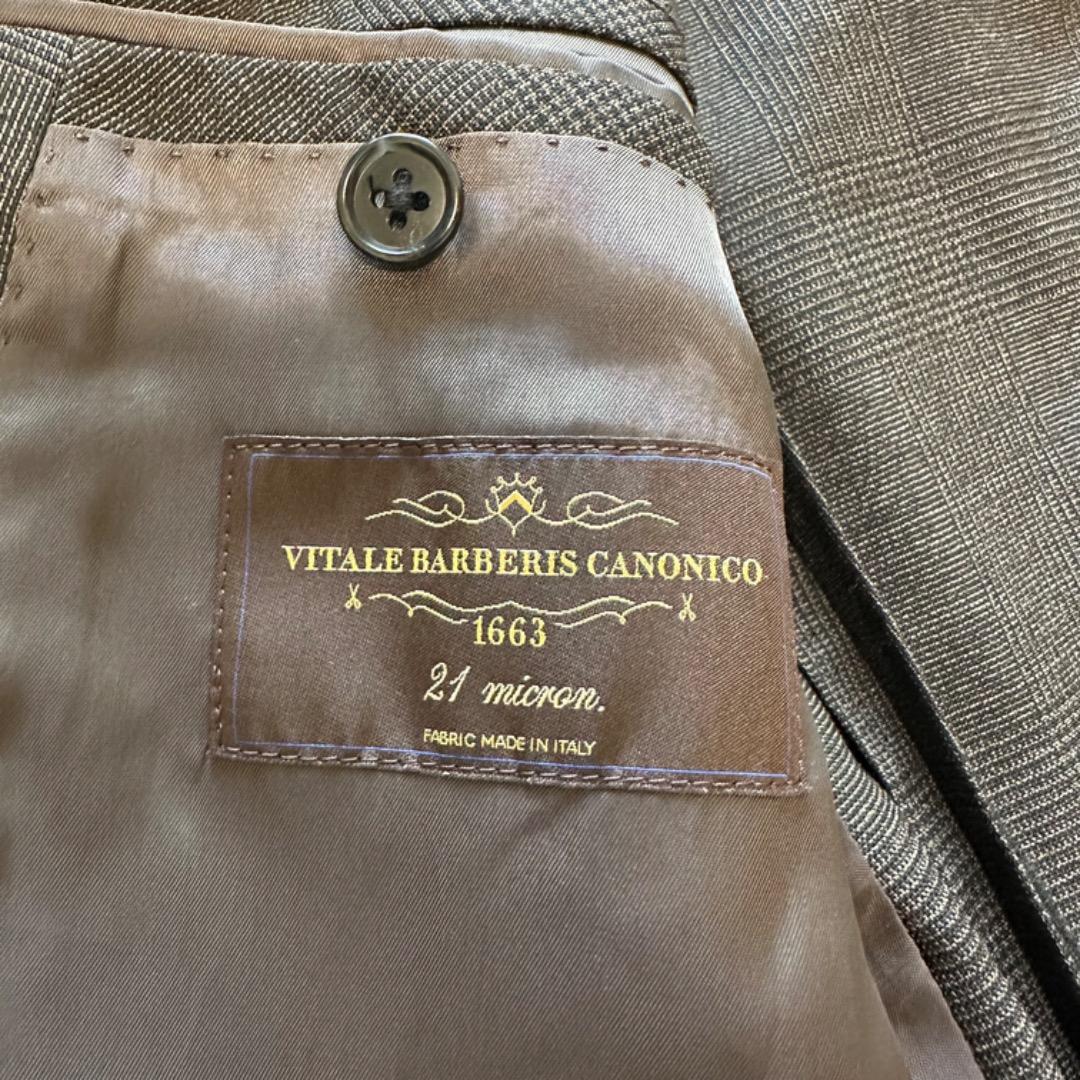 VITALE BARBERIS CANONICO
1663
21 micron.
FABRIC MADE IN ITALY